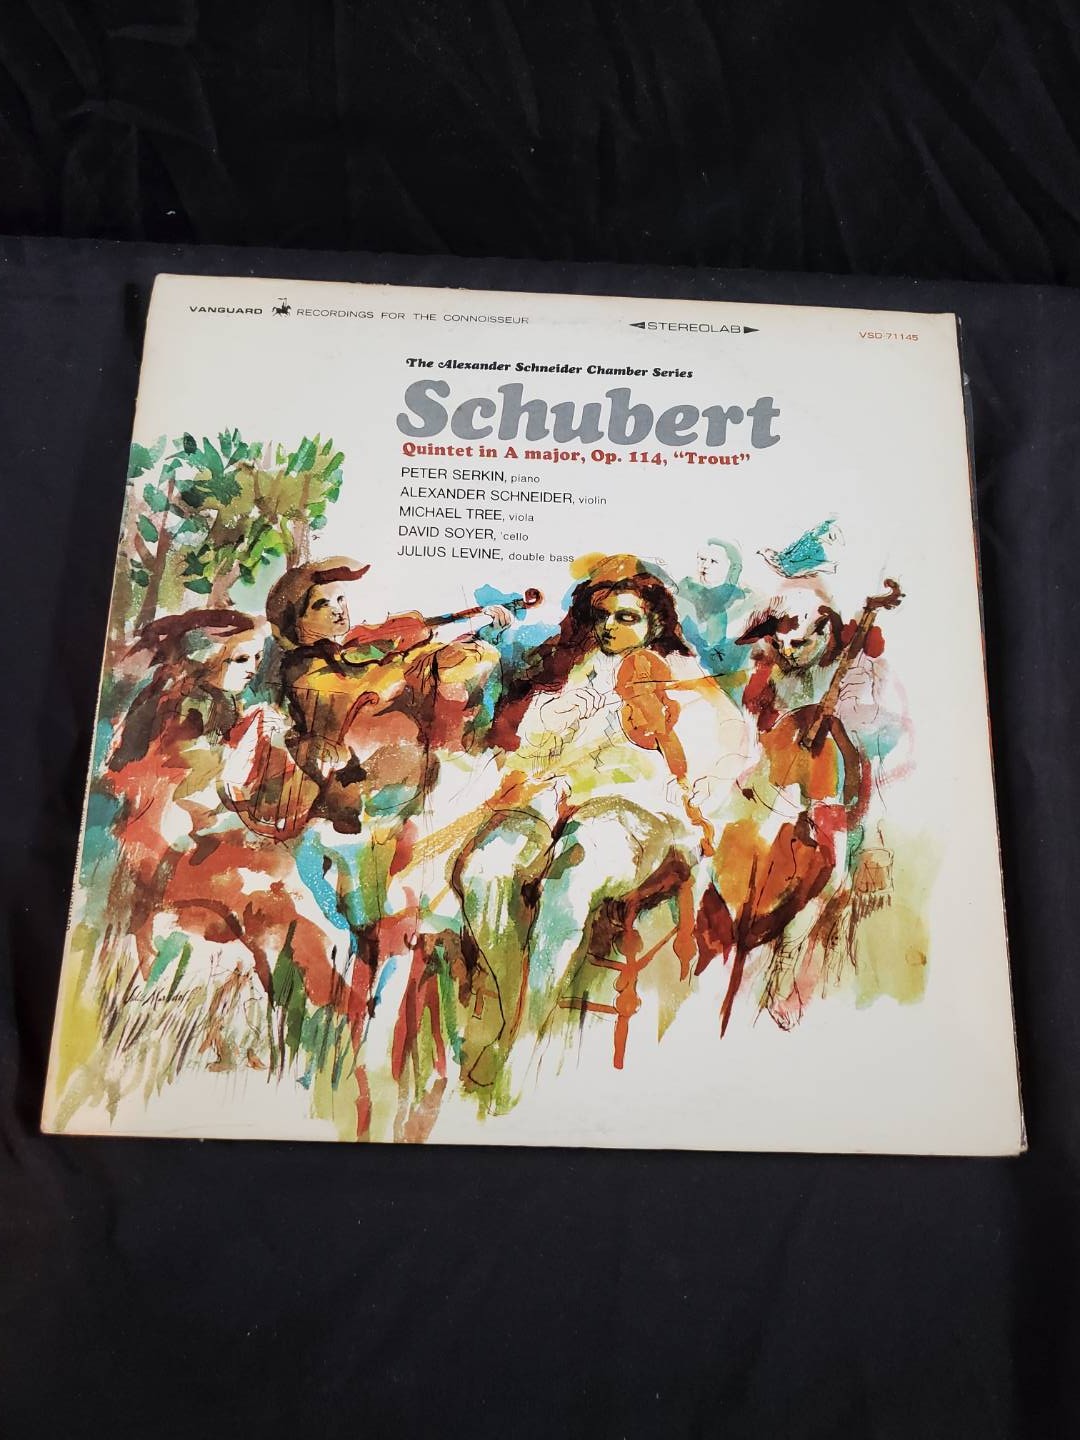 VANGUARD RECORDINGS FOR THE CONNOISSEUR
STEREOLAB
VSD-71145
The Alexander Schneider Chamber Series
Schubert
Quintet in A major, Op. 114, “Trout”
PETER SERKIN, piano
ALEXANDER SCHNEIDER, violin
MICHAEL TREE, viola
DAVID SOYER, 'cello
JULIUS LEVINE, double bass